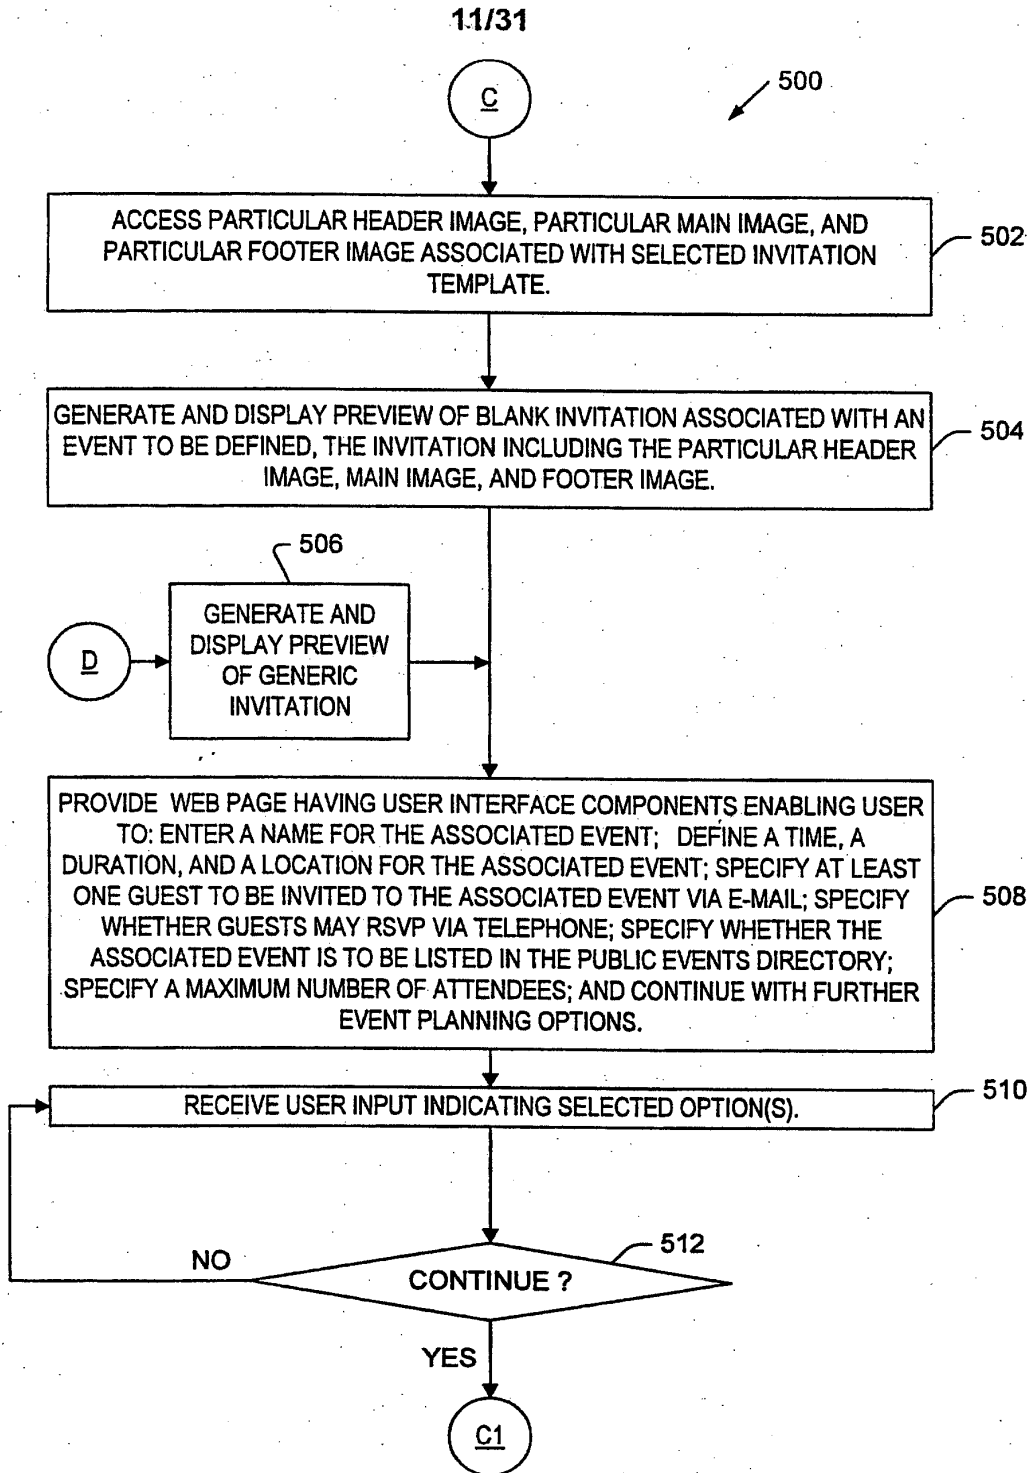 11/31
C
500
ACCESS PARTICULAR HEADER IMAGE, PARTICULAR MAIN IMAGE, AND
PARTICULAR FOOTER IMAGE ASSOCIATED WITH SELECTED INVITATION
TEMPLATE.
502
GENERATE AND DISPLAY PREVIEW OF BLANK INVITATION ASSOCIATED WITH AN
EVENT TO BE DEFINED, THE INVITATION INCLUDING THE PARTICULAR HEADER
IMAGE, MAIN IMAGE, AND FOOTER IMAGE.
504
506
D
GENERATE AND
DISPLAY PREVIEW
OF GENERIC
INVITATION
PROVIDE WEB PAGE HAVING USER INTERFACE COMPONENTS ENABLING USER
TO: ENTER A NAME FOR THE ASSOCIATED EVENT; DEFINE A TIME, A
DURATION, AND A LOCATION FOR THE ASSOCIATED EVENT; SPECIFY AT LEAST
ONE GUEST TO BE INVITED TO THE ASSOCIATED EVENT VIA E-MAIL; SPECIFY
WHETHER GUESTS MAY RSVP VIA TELEPHONE; SPECIFY WHETHER THE
ASSOCIATED EVENT IS TO BE LISTED IN THE PUBLIC EVENTS DIRECTORY;
SPECIFY A MAXIMUM NUMBER OF ATTENDEES; AND CONTINUE WITH FURTHER
EVENT PLANNING OPTIONS.
508
RECEIVE USER INPUT INDICATING SELECTED OPTION(S).
510
NO
CONTINUE ?
512
YES
C1